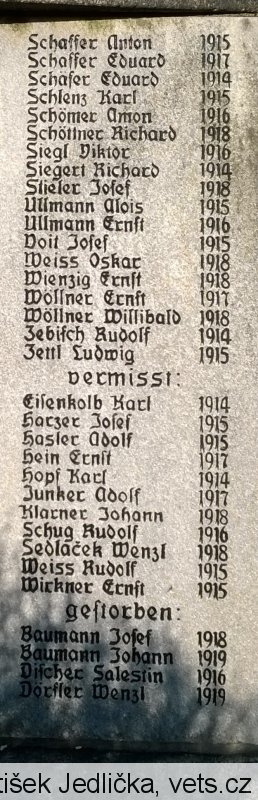 Schaffer Anton 1915
Schaffer Eduard 1917
Schafer Eduard 1914
Schlenz Karl 1915
Schömer Anton 1916
Schöttner Richard 1918
Siegl Viktor 1916
Siegert Richard 1914
Stieler Josef 1918
Ullmann Alois 1915
Ullmann Ernst 1916
Voit Josef 1915
Weiss Oskar 1918
Wienzig Ernst 1918
Wöllner Ernst 1917
Wöllner Willibald 1918
Zebisch Rudolf 1914
Zettl Ludwig 1915
vermisst:
Eisenkolb Karl 1914
Harzer Josef 1915
Hasler Adolf 1915
Hein Ernst 1917
Hopf Karl 1914
Junker Adolf 1917
Klarner Johann 1918
Schug Rudolf 1916
Sedláček Wenzl 1918
Weiss Rudolf 1915
Wirkner Ernst 1915
gestorben:
Baumann Josef 1918
Baumann Johann 1919
Discher Salestin 1916
Dörfler Wenzl 1919
tišek Jedlička, vets.cz